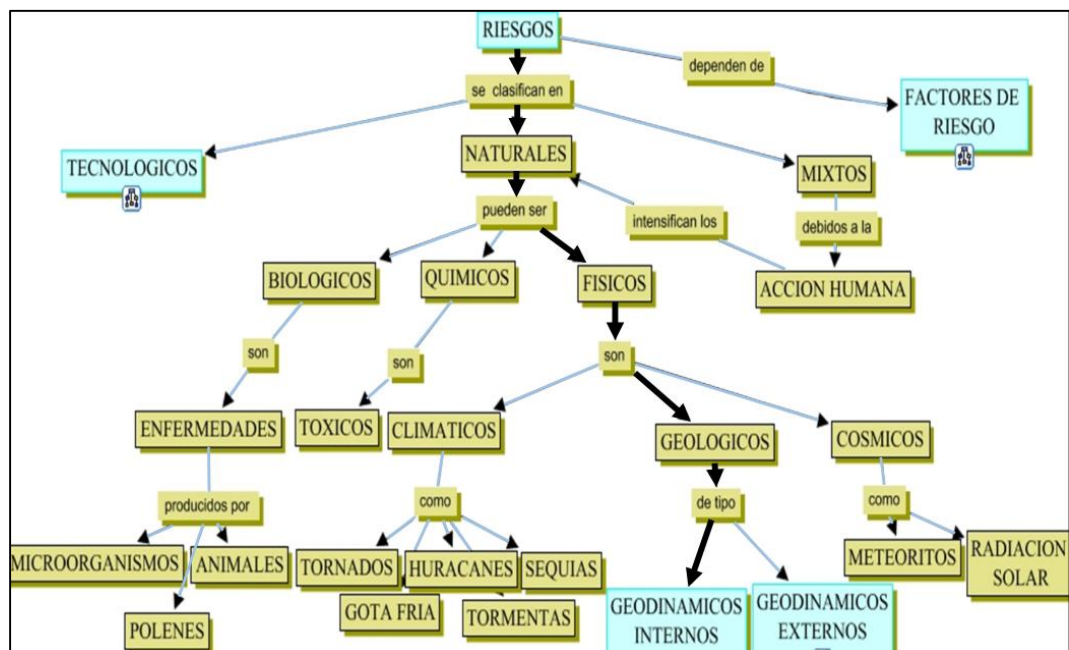 RIESGOS
dependen de
se clasifican en
FACTORES DE
RIESGO
TECNOLOGICOS
NATURALES
MIXTOS
pueden ser
intensifican los
debidos a la
BIOLOGICOS
QUIMICOS
FISICOS
ACCION HUMANA
son
son
son
ENFERMEDADES
TOXICOS
CLIMATICOS
GEOLOGICOS
COSMICOS
producidos por
como
de tipo
como
MICROORGANISMOS
ANIMALES
TORNADOS
HURACANES
SEQUIAS
METEORITOS
RADIACION
SOLAR
POLENES
GOTA FRIA
TORMENTAS
GEODINAMICOS
INTERNOS
GEODINAMICOS
EXTERNOS